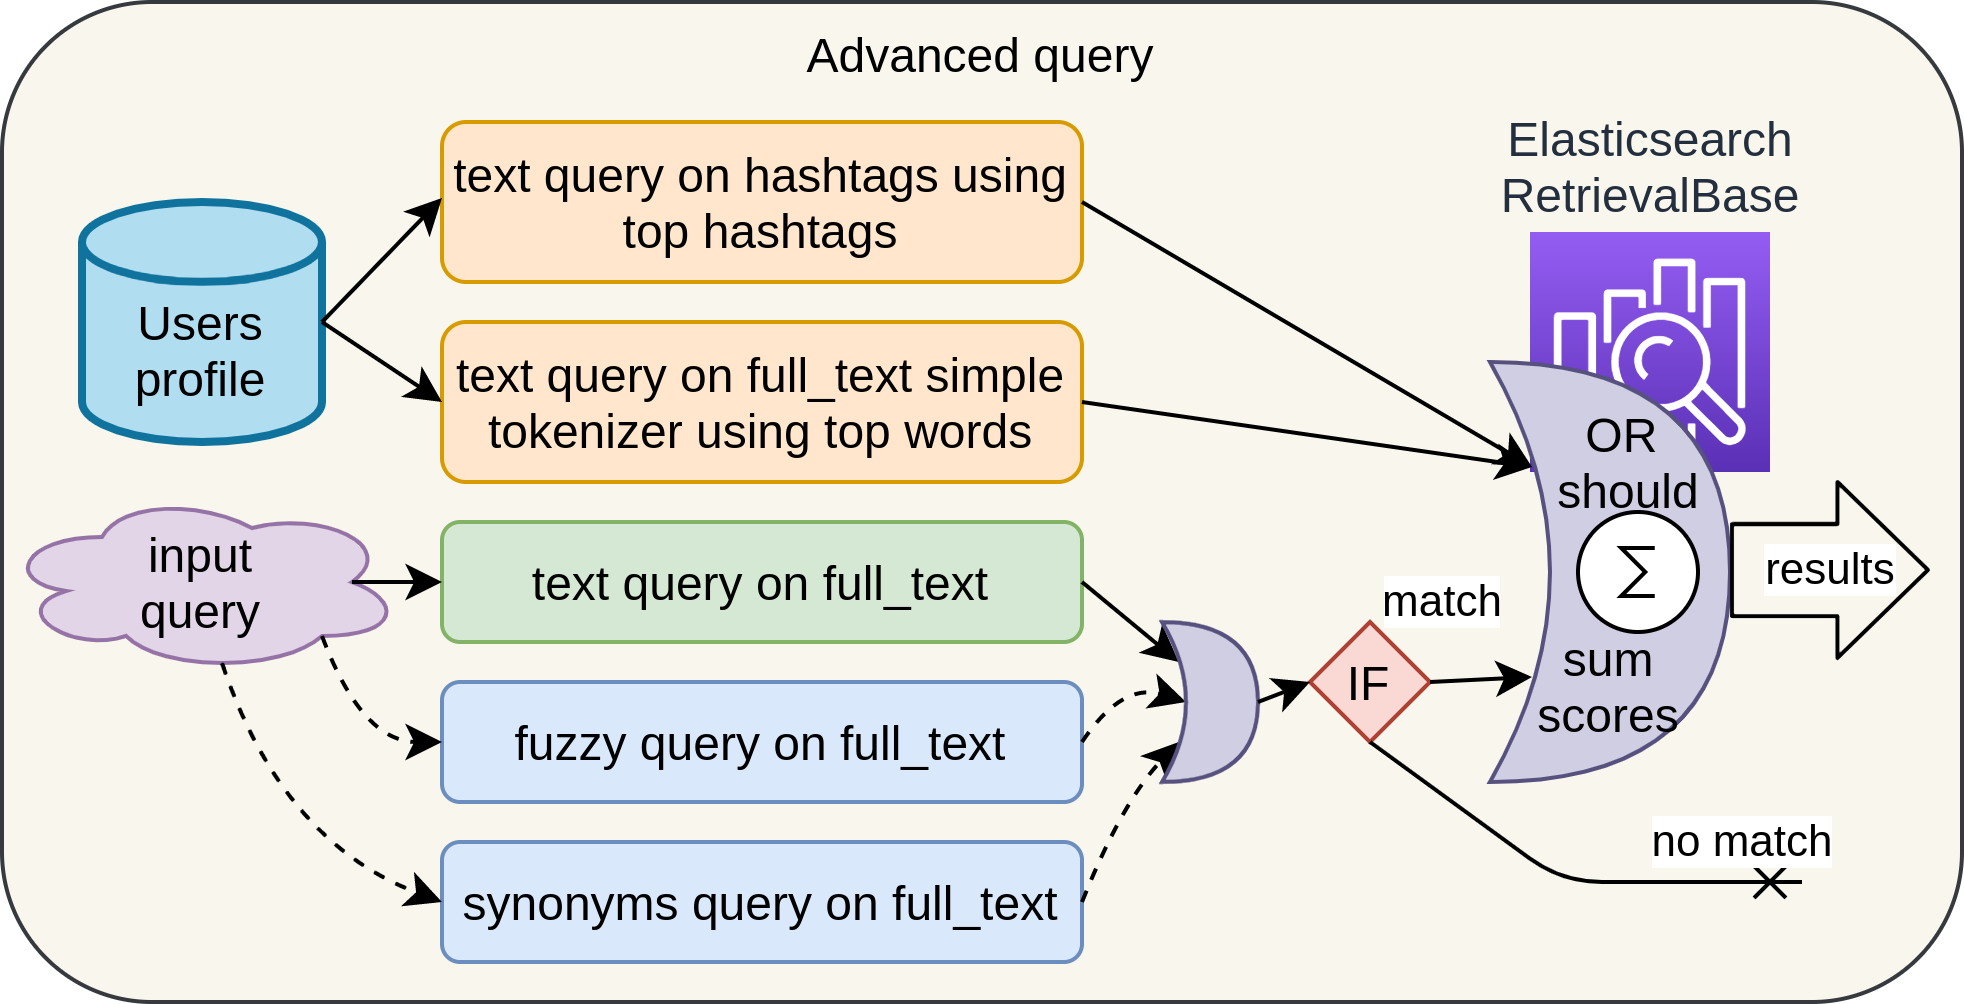 Advanced query
Elasticsearch
RetrievalBase
text query on hashtags using
top hashtags
Users
profile
text query on full_text simple
tokenizer using top words
OR
should
∑
sum
scores
results
input
query
text query on full_text
match
IF
fuzzy query on full_text
no match
synonyms query on full_text